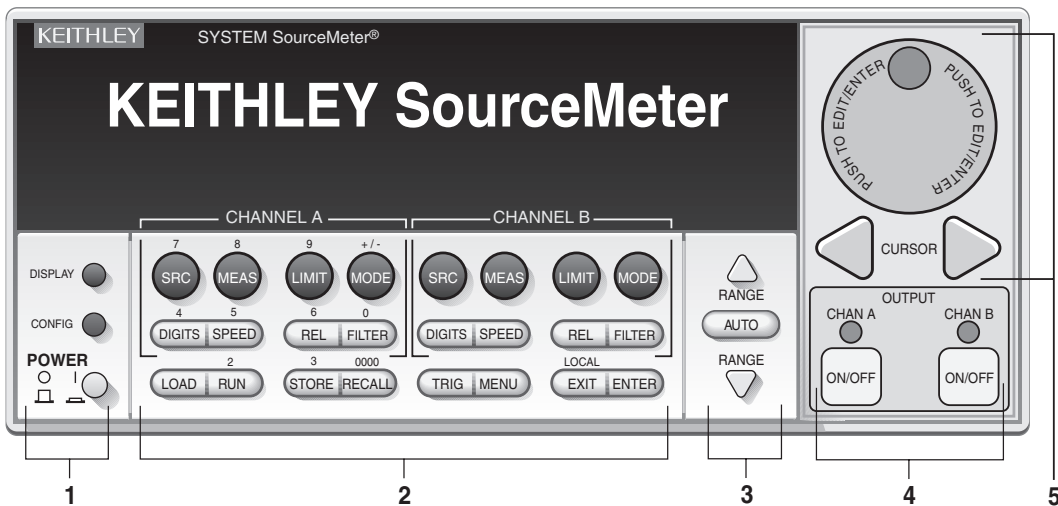 KEITHLEY SYSTEM SourceMeter®
KEITHLEY SourceMeter
PUSH TO EDIT/ENTER
PUSH TO EDIT/ENTER
CURSOR
CHANNEL A CHANNEL B
7 8 9 +/-
DISPLAY SRC MEAS LIMIT MODE SRC MEAS LIMIT MODE
RANGE
4 5 6 0
CONFIG DIGITS SPEED REL FILTER DIGITS SPEED REL FILTER AUTO
POWER 2 3 0000 LOCAL RANGE
O I LOAD RUN STORE RECALL TRIG MENU EXIT ENTER
OUTPUT
CHAN A CHAN B
ON/OFF ON/OFF
1 2 3 4 5